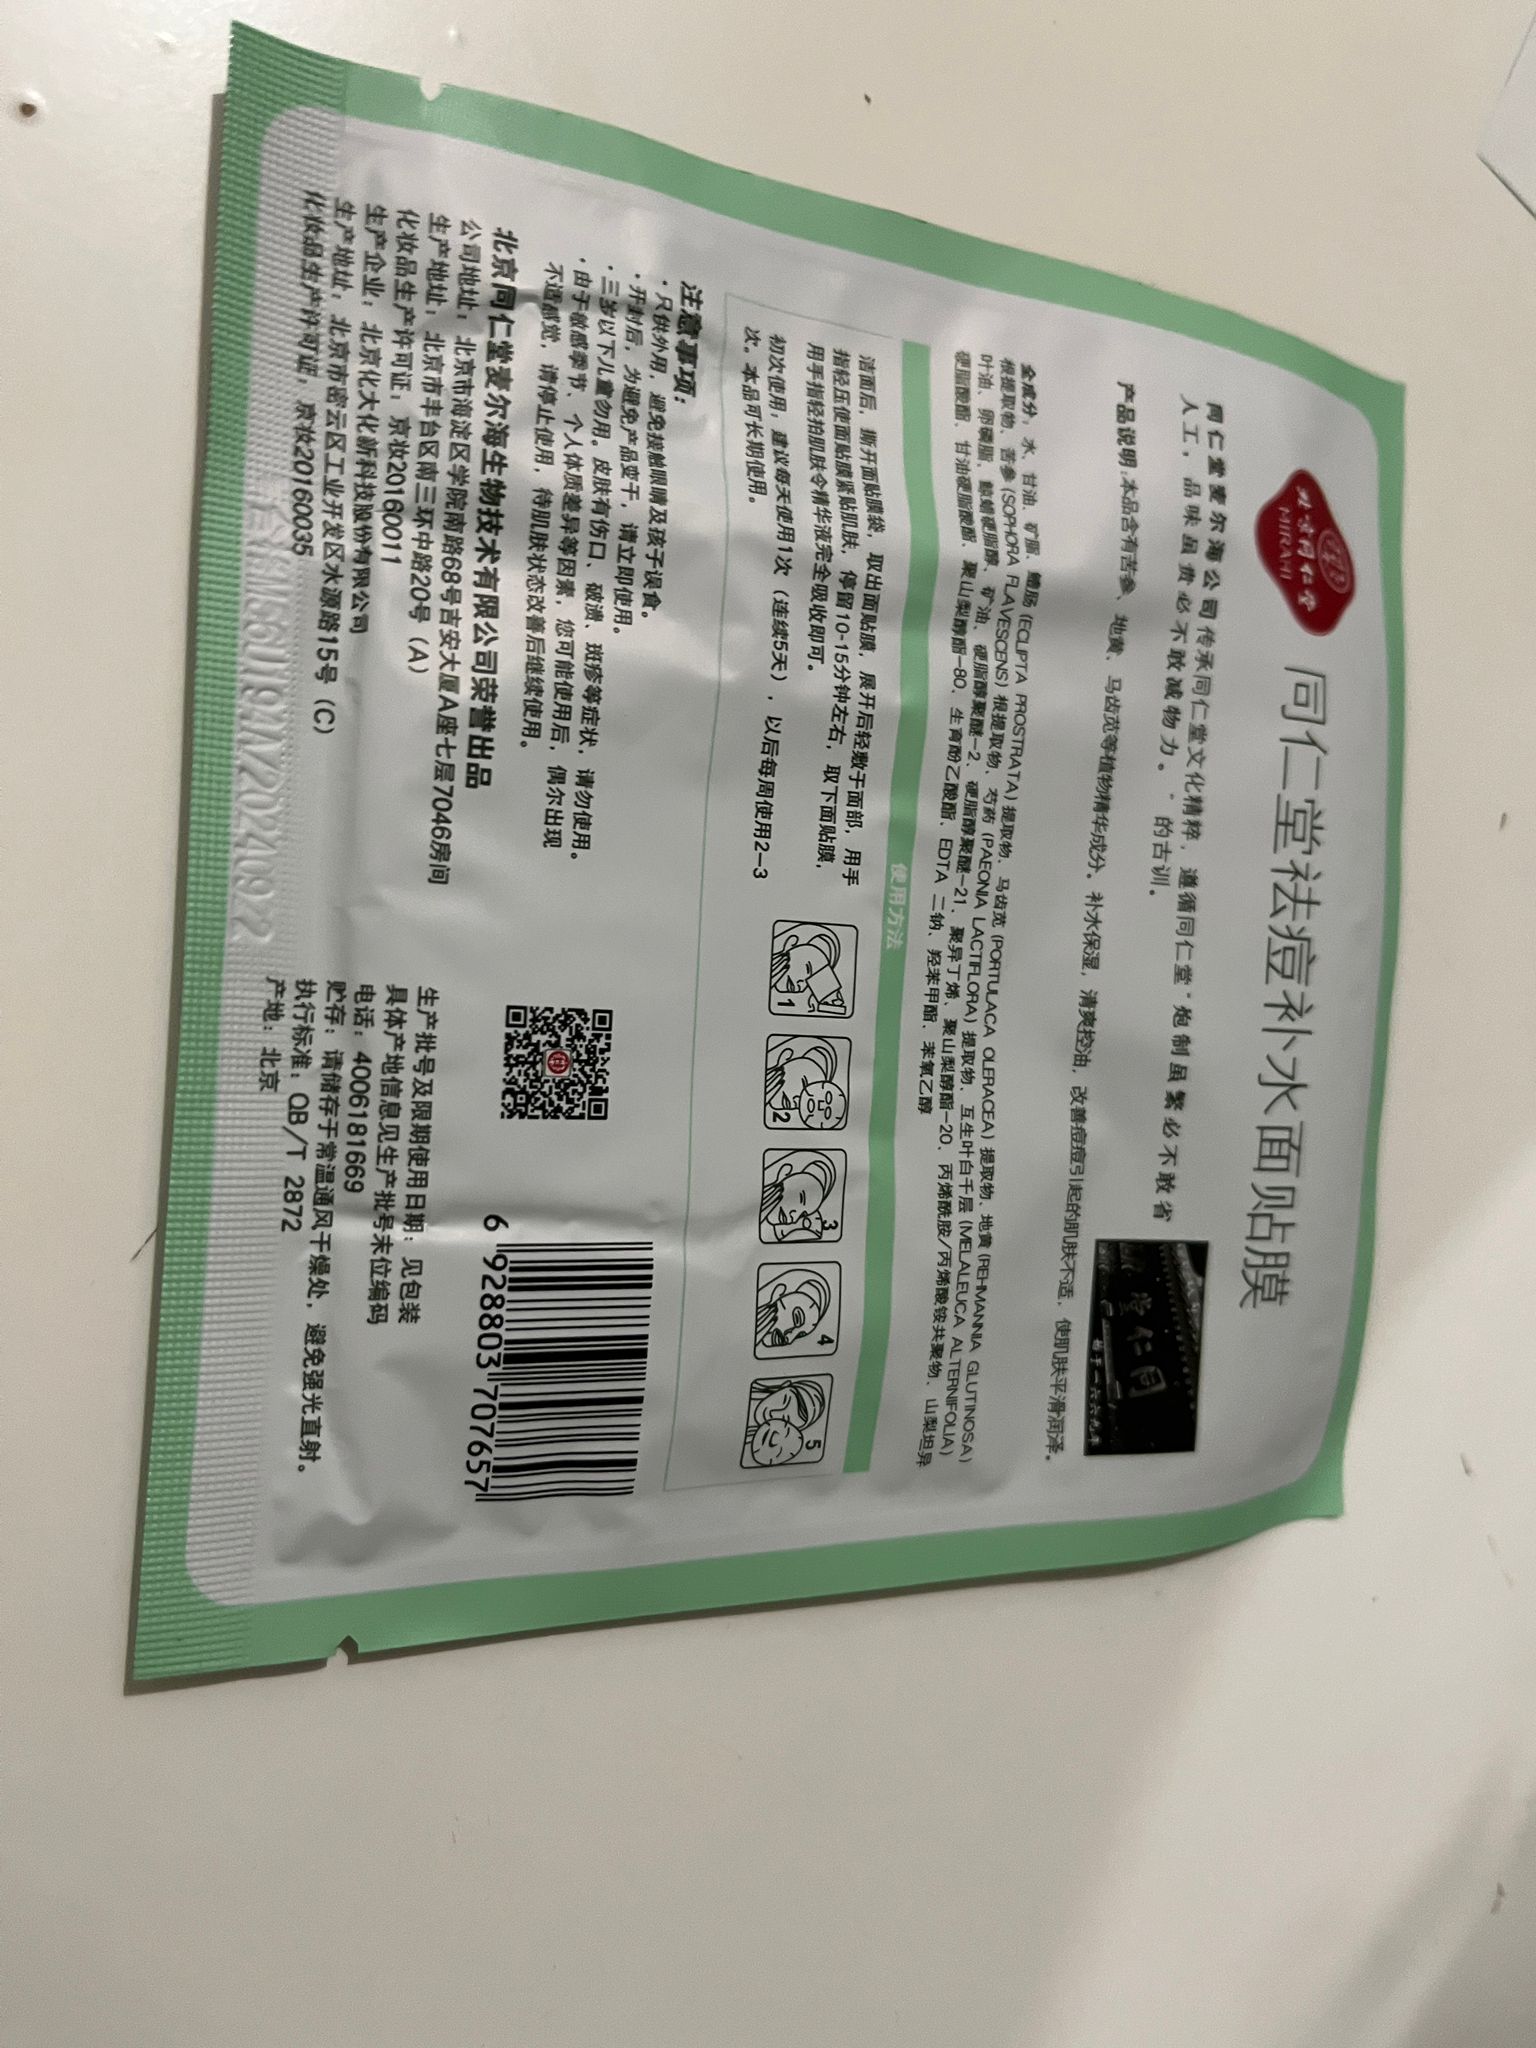 北京同仁堂
MIRAHI
同仁堂祛痘补水面贴膜
同仁堂麦尔海公司传承同仁堂文化精粹，遵循同仁堂“炮制虽繁必不敢省
人工，品味虽贵必不敢减物力。”的古训。
同仁堂
产品说明:本品含有苦参、地黄、马齿苋等植物精华成分。补水保湿，清爽控油，改善痘痘引起的肌肤不适，使肌肤平滑润泽。
全成分：水、甘油、矿脂、鳢肠 (ECLIPTA PROSTRATA) 提取物、马齿苋 (PORTULACA OLERACEA) 提取物、地黄 (REHMANNIA GLUTINOSA)
根提取物、苦参 (SOPHORA FLAVESCENS) 根提取物、芍药 (PAEONIA LACTIFLORA) 提取物、互生叶白千层 (MELALEUCA ALTERNIFOLIA)
叶油、卵磷脂、鲸蜡硬脂醇、矿油、硬脂醇聚醚-2、硬脂醇聚醚-21、聚异丁烯、聚山梨醇酯-20、丙烯酰胺/丙烯酸铵共聚物、山梨坦异
硬脂酸酯、甘油硬脂酸酯、聚山梨醇酯-80、生育酚乙酸酯、EDTA 二钠、羟苯甲酯、苯氧乙醇
使用方法
洁面后，撕开面贴膜袋，取出面贴膜，展开后轻敷于面部，用手
指轻压使面贴膜紧贴肌肤，停留10-15分钟左右，取下面贴膜，
用手指轻拍肌肤令精华液完全吸收即可。
初次使用，建议每天使用1次（连续5天），以后每周使用2-3
次。本品可长期使用。
1
2
3
4
5
注意事项：
·只供外用，避免接触眼睛及孩子误食。
·开封后，为避免产品变干，请立即使用。
·三岁以下儿童勿用。皮肤有伤口、破溃、斑疹等症状，请勿使用。
·由于敏感季节、个人体质差异等因素，您可能使用后，偶尔出现
不适感觉，请停止使用，待肌肤状态改善后继续使用。
北京同仁堂麦尔海生物技术有限公司荣誉出品
公司地址：北京市海淀区学院南路68号吉安大厦A座七层7046房间
生产地址：北京市丰台区南三环中路20号（A）
化妆品生产许可证：京妆20160011
生产企业：北京化大化新科技股份有限公司
生产地址：北京市密云区工业开发区水源路15号（C）
化妆品生产许可证：京妆20160035
6 928803 707657
生产批号及限期使用日期：见包装
具体产地信息见生产批号末位编码
电话：4006181669
贮存：请储存于常温通风干燥处，避免强光直射。
执行标准：QB/T 2872
产地：北京